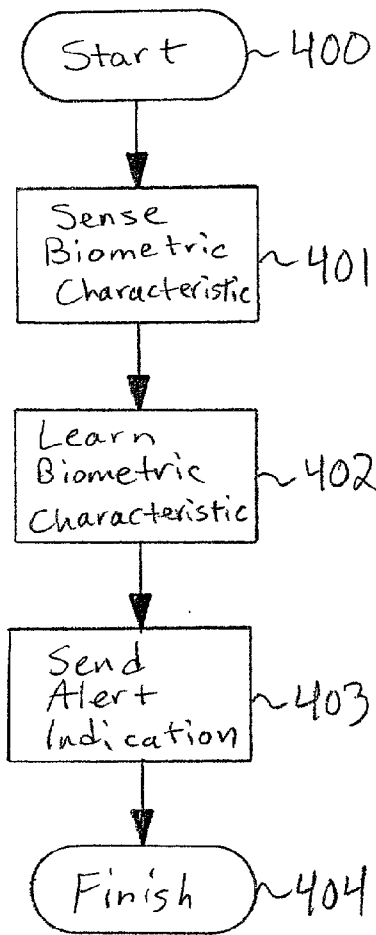 Start 400
Sense
Biometric
Characteristic 401
Learn
Biometric
Characteristic 402
Send
Alert
Indication 403
Finish 404